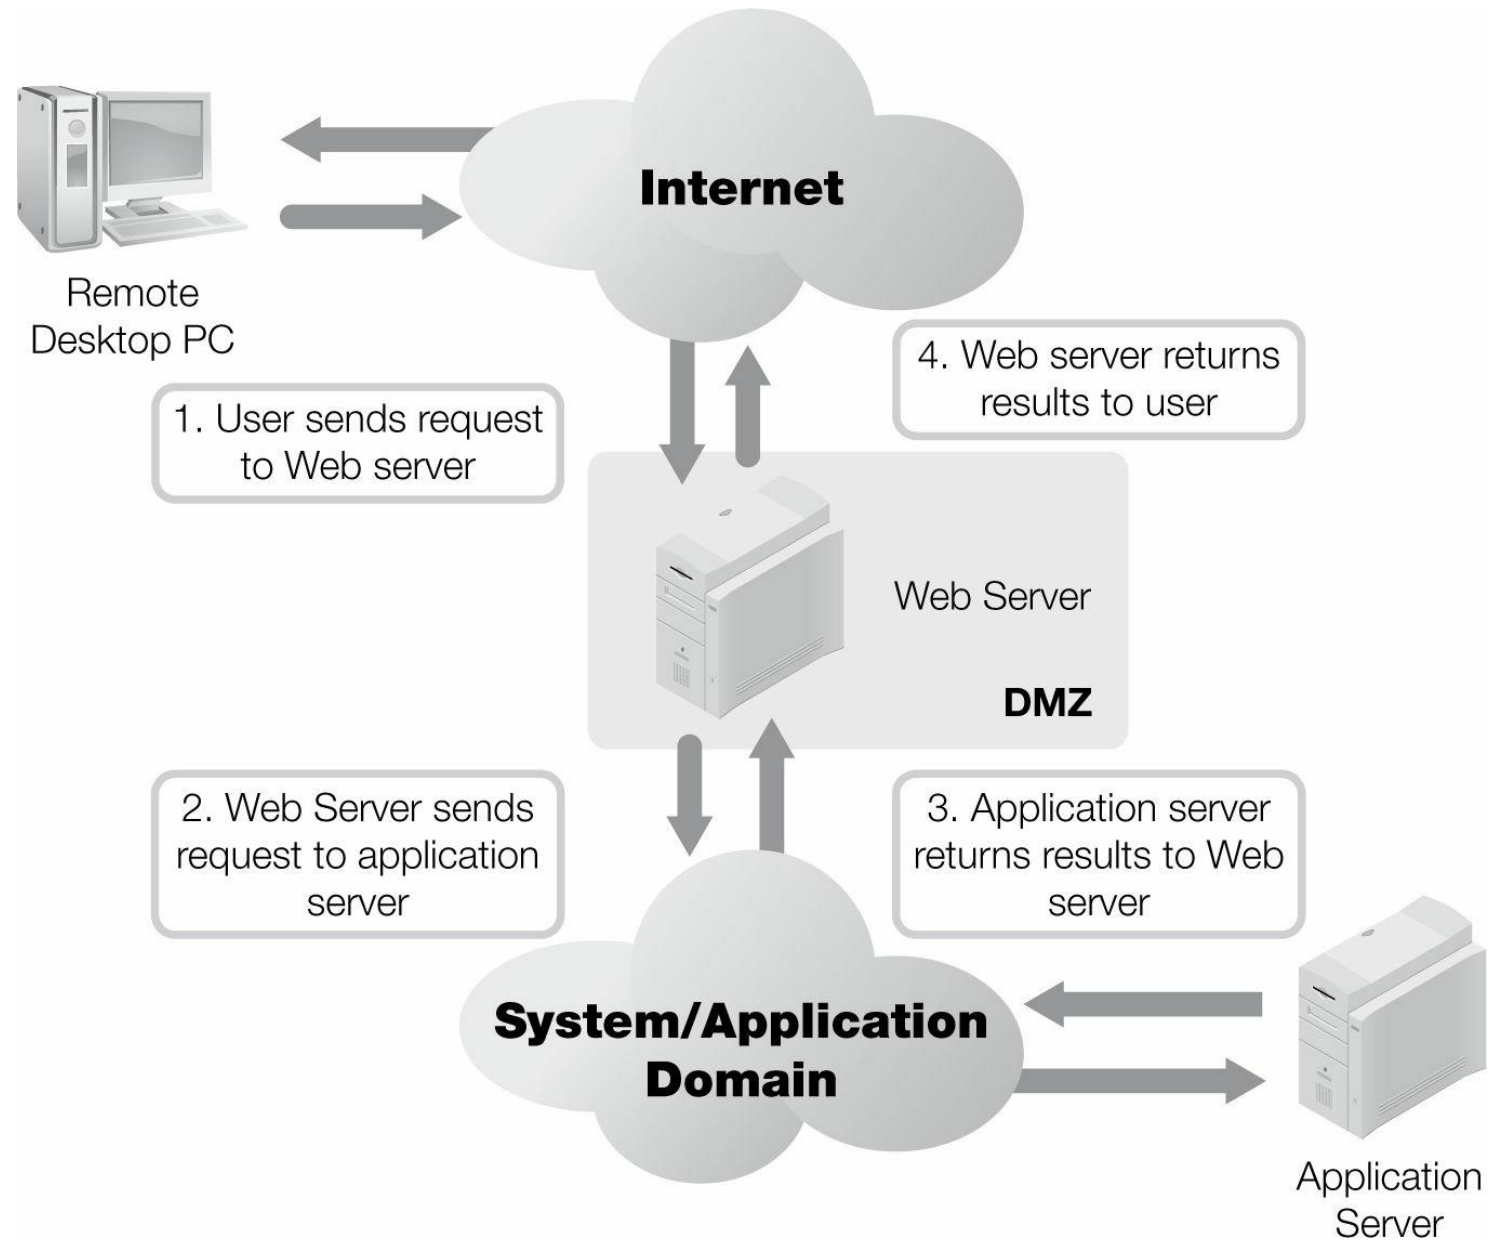 Internet
Remote
Desktop PC
4. Web server returns
results to user
1. User sends request
to Web server
Web Server
DMZ
2. Web Server sends
request to application
server
3. Application server
returns results to Web
server
System/Application
Domain
Application
Server